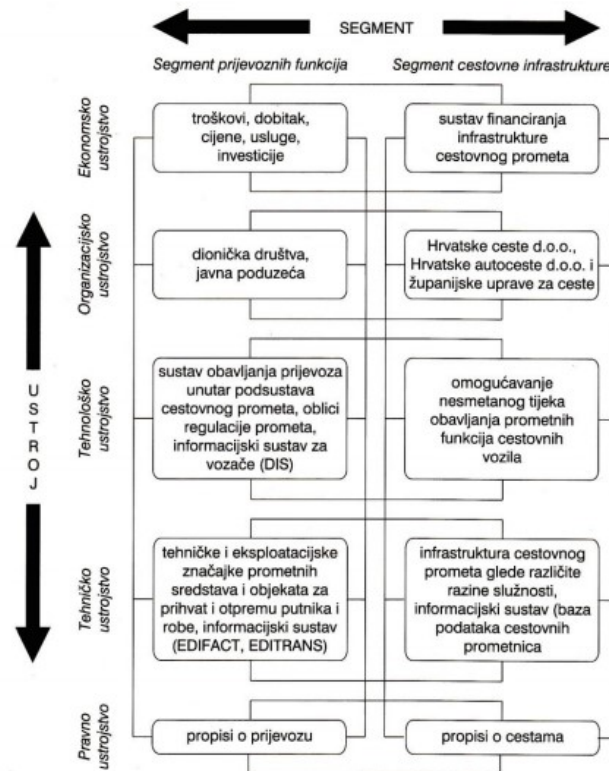 SEGMENT
Segment prijevoznih funkcija
Segment cestovne infrastrukture
Ekonomsko
ustrojstvo
troškovi, dobitak,
cijene, usluge,
investicije
sustav financiranja
infrastrukture
cestovnog prometa
USTROJ
Organizacijsko
ustrojstvo
dionička društva,
javna poduzeća
Hrvatske ceste d.o.o.,
Hrvatske autoceste d.o.o. i
županijske uprave za ceste
Tehnološko
ustrojstvo
sustav obavljanja prijevoza
unutar podsustava
cestovnog prometa, oblici
regulacije prometa,
informacijski sustav za
vozače (DIS)
omogućavanje
nesmetanog tijeka
obavljanja prometnih
funkcija cestovnih
vozila
Tehničko
ustrojstvo
tehničke i eksploatacijske
značajke prometnih
sredstava i objekata za
prihvat i otpremu putnika i
robe, informacijski sustav
(EDIFACT, EDITRANS)
infrastruktura cestovnog
prometa glede različite
razine služnosti,
informacijski sustav (baza
podataka cestovnih
prometnica
Pravno
ustrojstvo
propisi o prijevozu
propisi o cestama